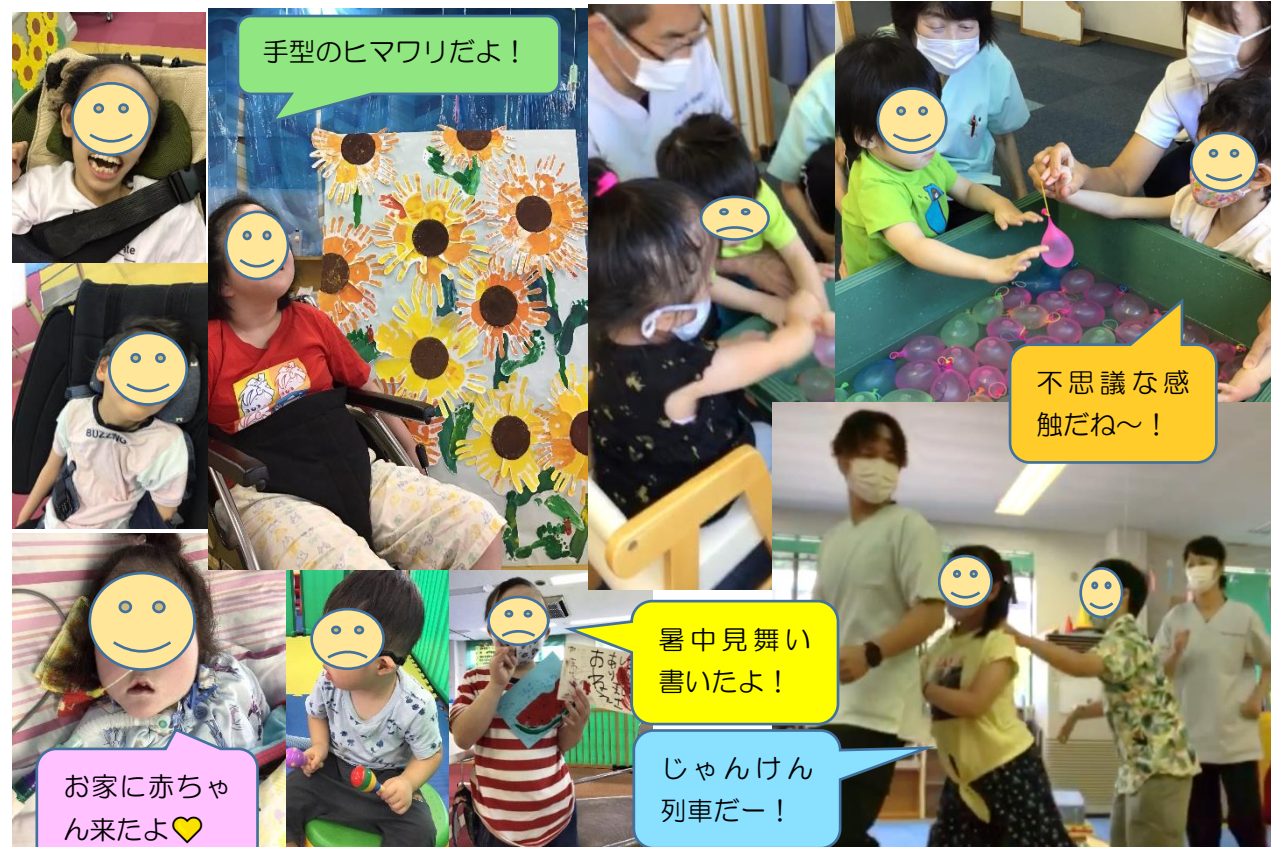 手型のヒマワリだよ！
不思議な感
触だね～！
BUZZING
暑中見舞い
書いたよ！
じゃんけん
列車だー！
お家に赤ちゃ
ん来たよ💛